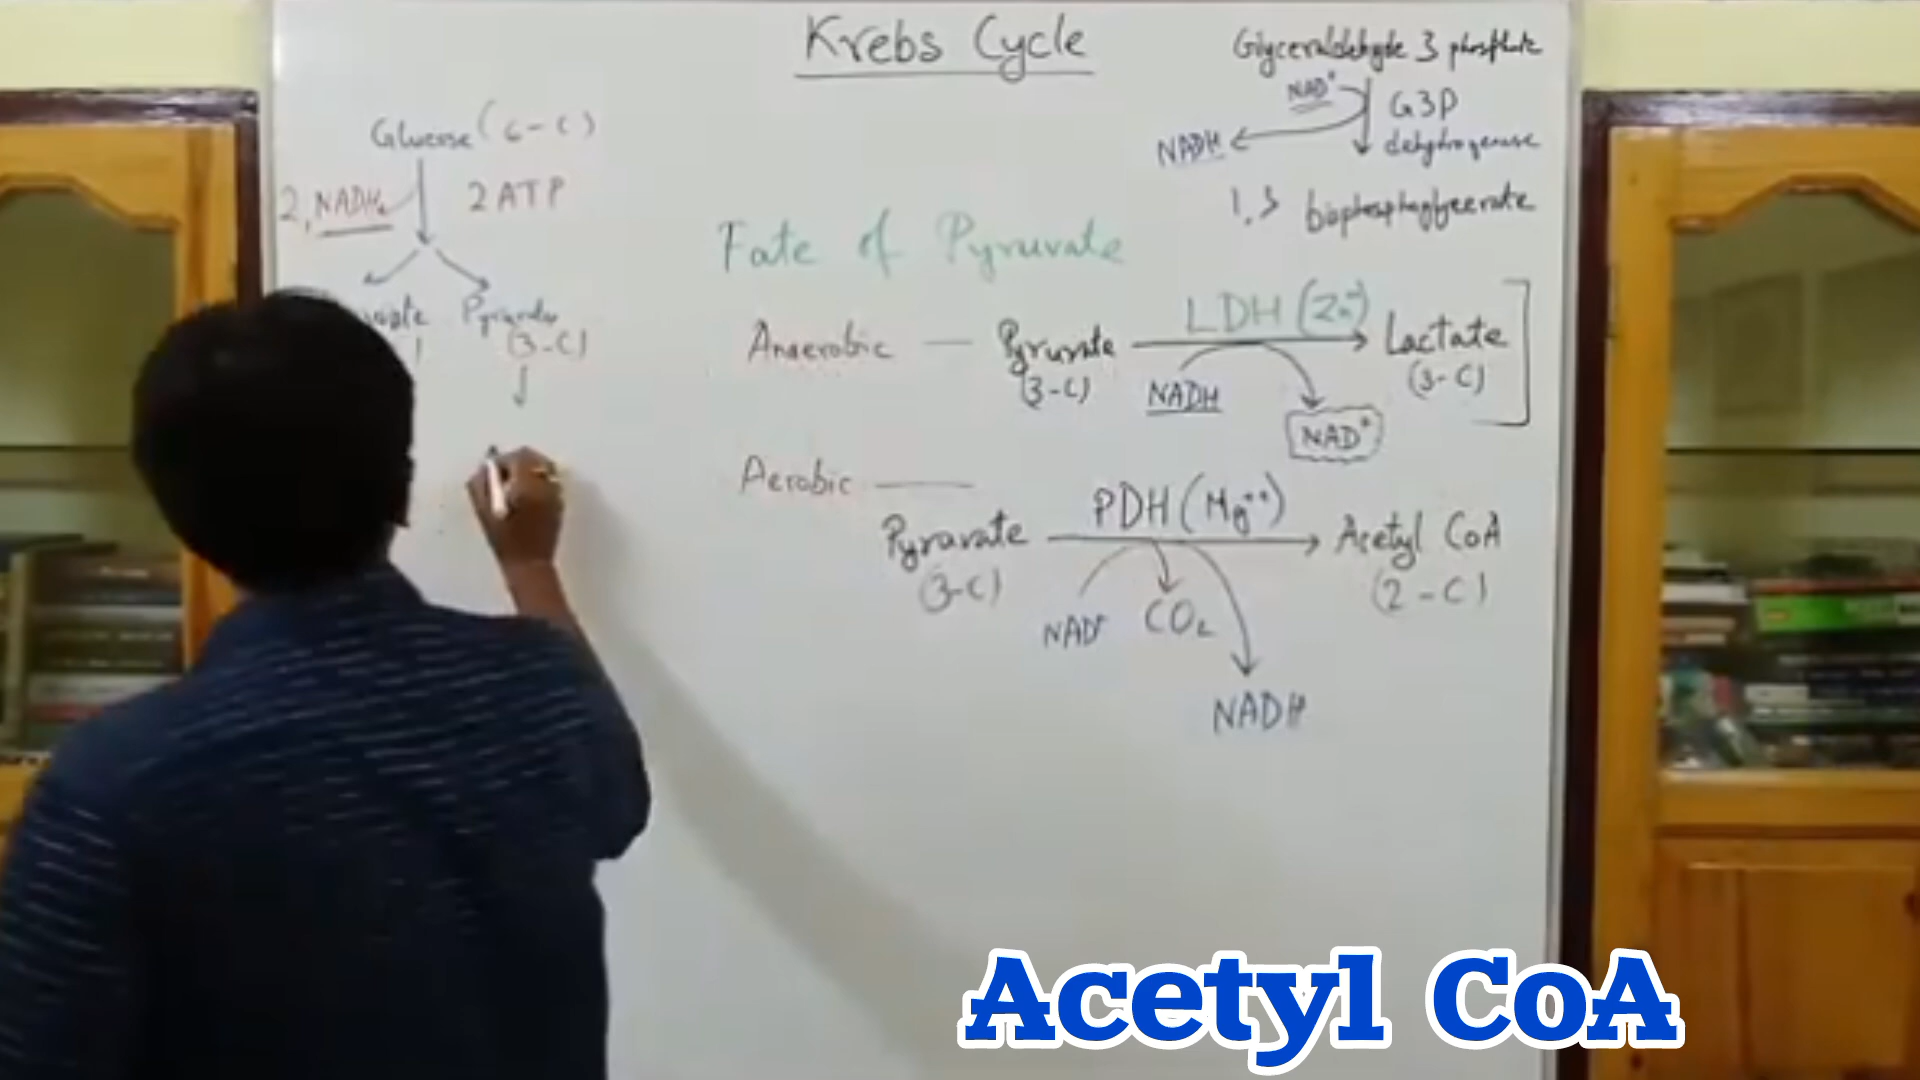 Krebs Cycle
Glyceraldehyde 3 phosphate
NAD⁺
G3P
dehydrogenase
NADH
1,3 bisphosphoglycerate
Glucose (6-C)
2, NADH₂
2 ATP
Pyruvate
(3-C)
Fate of Pyruvate
Anaerobic — Pyruvate
(3-C)
LDH (Zn⁺)
Lactate
(3-C)
NADH
NAD⁺
Aerobic —
Pyruvate
(3-C)
PDH (Mg⁺⁺)
Acetyl CoA
(2-C)
NAD⁺
CO₂
NADH
Acetyl CoA